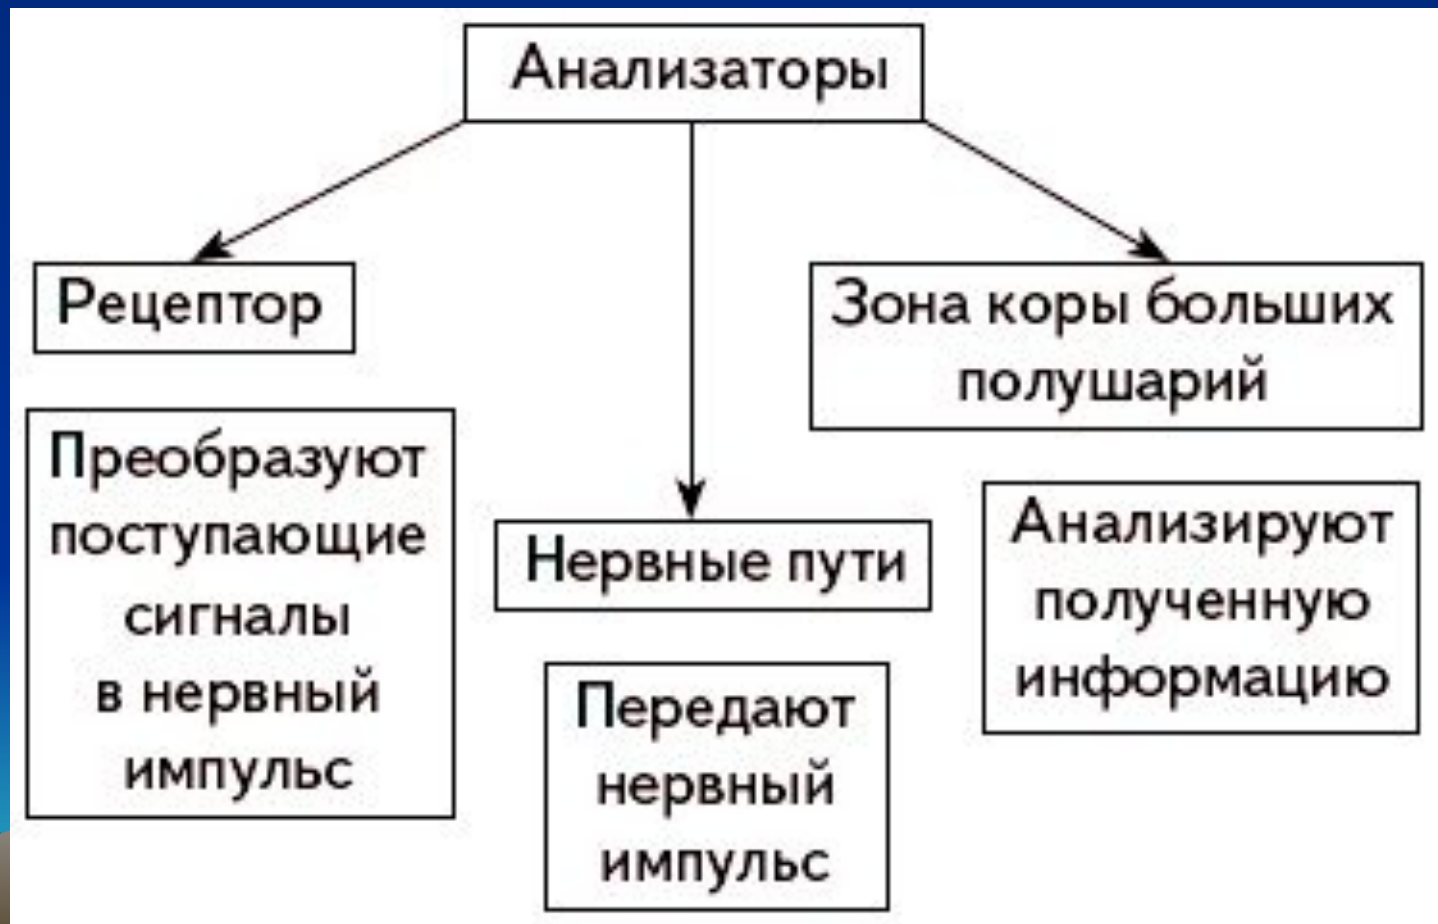 Анализаторы
Рецептор
Преобразуют
поступающие
сигналы
в нервный
импульс
Нервные пути
Передают
нервный
импульс
Зона коры больших
полушарий
Анализируют
полученную
информацию